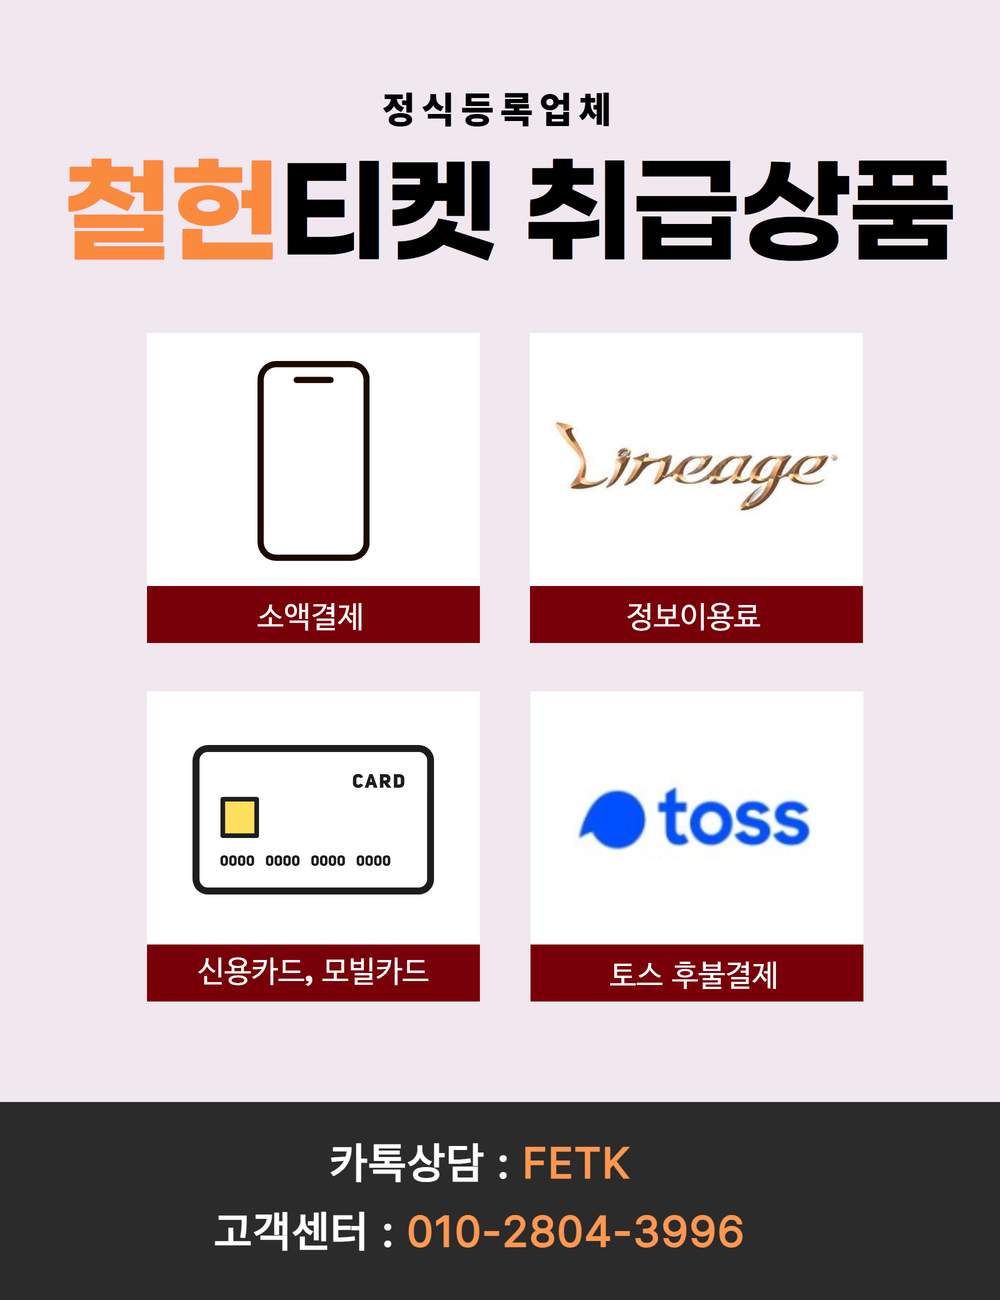 정식등록업체
철헌티켓 취급상품
Lineage
소액결제
정보이용료
CARD
0000 0000 0000 0000
toss
신용카드, 모빌카드
토스 후불결제
카톡상담 : FETK
고객센터 : 010-2804-3996